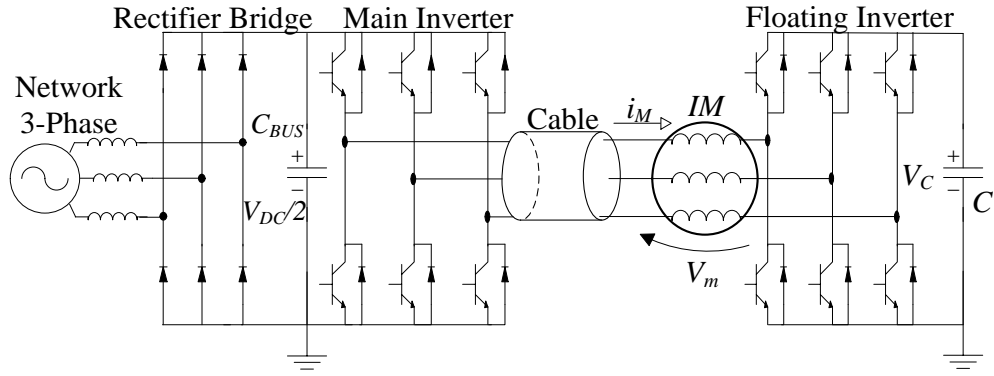 Rectifier Bridge
Main Inverter
Floating Inverter
Network
3-Phase
C_BUS
+
−
V_DC/2
Cable
i_M
IM
V_m
V_C
+
−
C